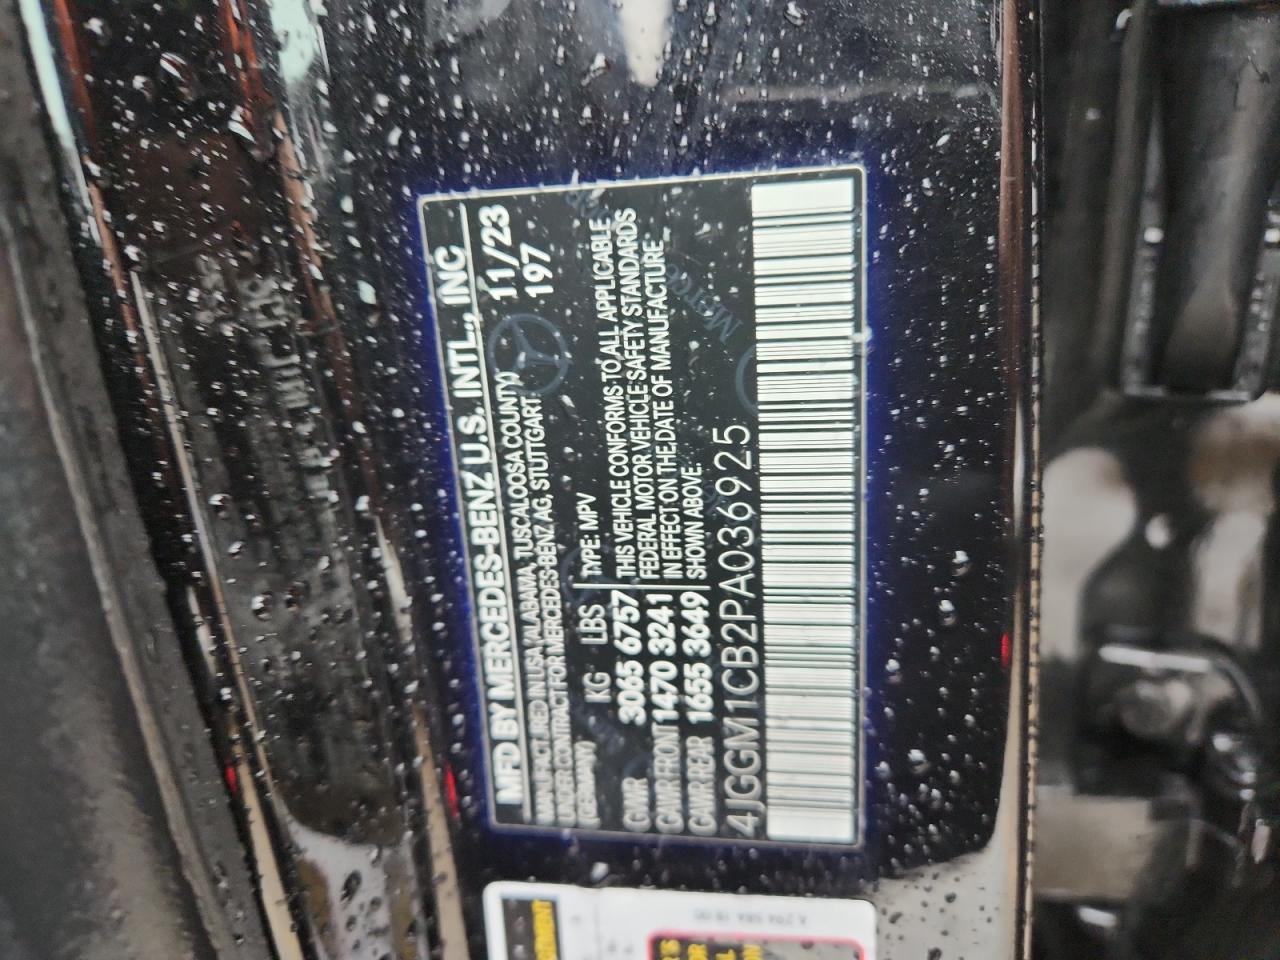 MFD BY MERCEDES-BENZ U.S. INTL., INC
MANUFACTURED IN USA (ALABAMA, TUSCALOOSA COUNTY) 11/23
UNDER CONTRACT FOR MERCEDES-BENZ AG, STUTTGART 197
(GERMANY)
KG LBS TYPE: MPV
GVWR 3065 6757 THIS VEHICLE CONFORMS TO ALL APPLICABLE
GAWR FRONT 1470 3241 FEDERAL MOTOR VEHICLE SAFETY STANDARDS
GAWR REAR 1655 3649 IN EFFECT ON THE DATE OF MANUFACTURE
SHOWN ABOVE.
4JGGM1CB2PA036925